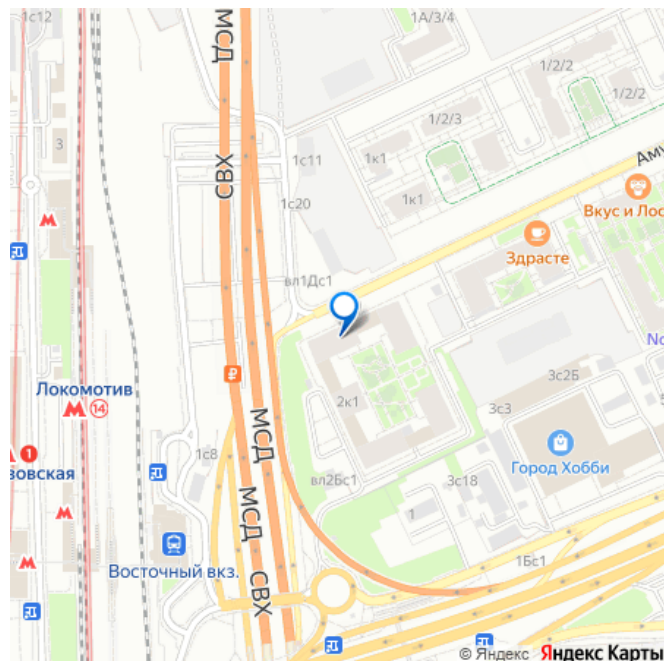 1с12
МСД
1А/3/4
1/2/2
1/2/2
3
1/2/3
1к1
1с11
СВХ
1к1
Аму
1с20
Вкус и Лос
Здрасте
вл1Дс1
No
₽
3с2Б
Локомотив
14
2к1
3с3
5
МСД
1
зовская
1с8
Город Хобби
МСД
вл2Бс1
3с18
1
Восточный вкз.
СВХ
1Бс1
© Яндекс Яндекс Карты